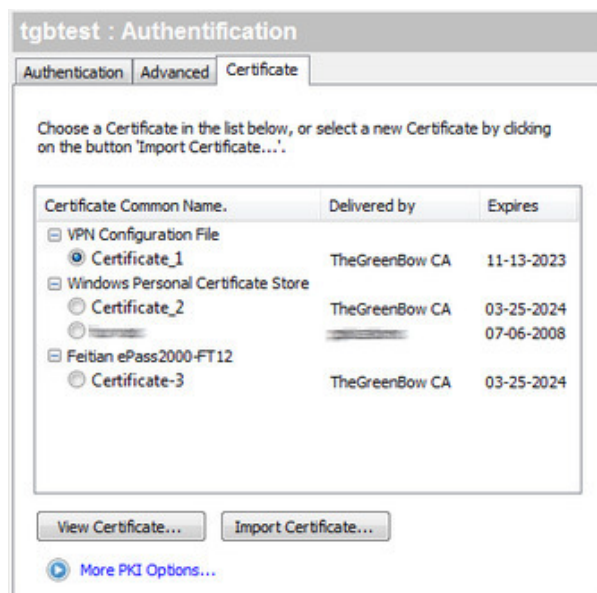 tgbtest : Authentification
Authentication Advanced Certificate
Choose a Certificate in the list below, or select a new Certificate by clicking
on the button 'Import Certificate...'.
Certificate Common Name. Delivered by Expires
VPN Configuration File
Certificate_1 TheGreenBow CA 11-13-2023
Windows Personal Certificate Store
Certificate_2 TheGreenBow CA 03-25-2024
07-06-2008
Feitian ePass2000-FT12
Certificate-3 TheGreenBow CA 03-25-2024
View Certificate... Import Certificate...
More PKI Options...